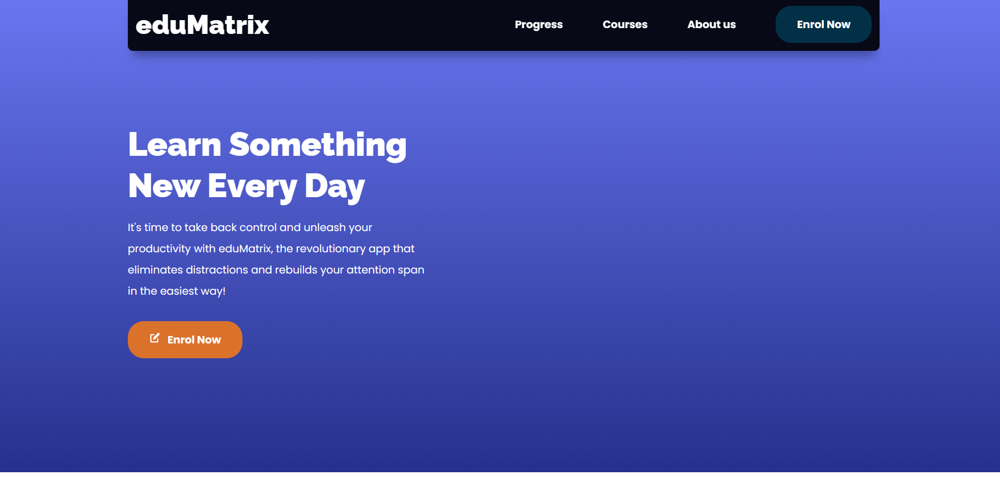 eduMatrix
Progress
Courses
About us
Enrol Now
Learn Something
New Every Day
It's time to take back control and unleash your
productivity with eduMatrix, the revolutionary app that
eliminates distractions and rebuilds your attention span
in the easiest way!
Enrol Now